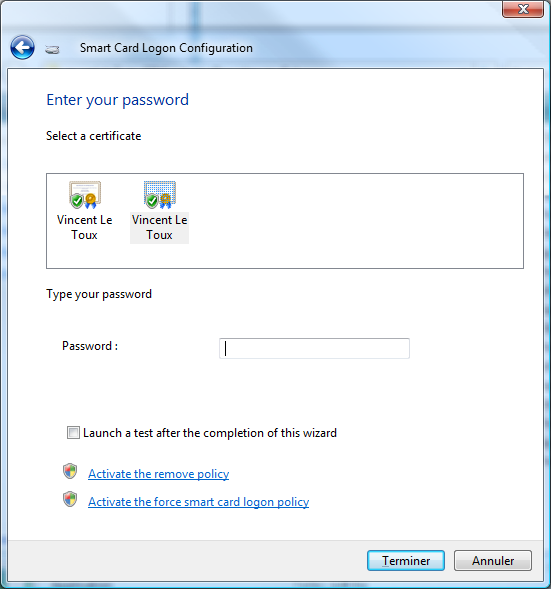 Smart Card Logon Configuration
Enter your password
Select a certificate
Vincent Le
Toux
Vincent Le
Toux
Type your password
Password :
Launch a test after the completion of this wizard
Activate the remove policy
Activate the force smart card logon policy
Terminer
Annuler